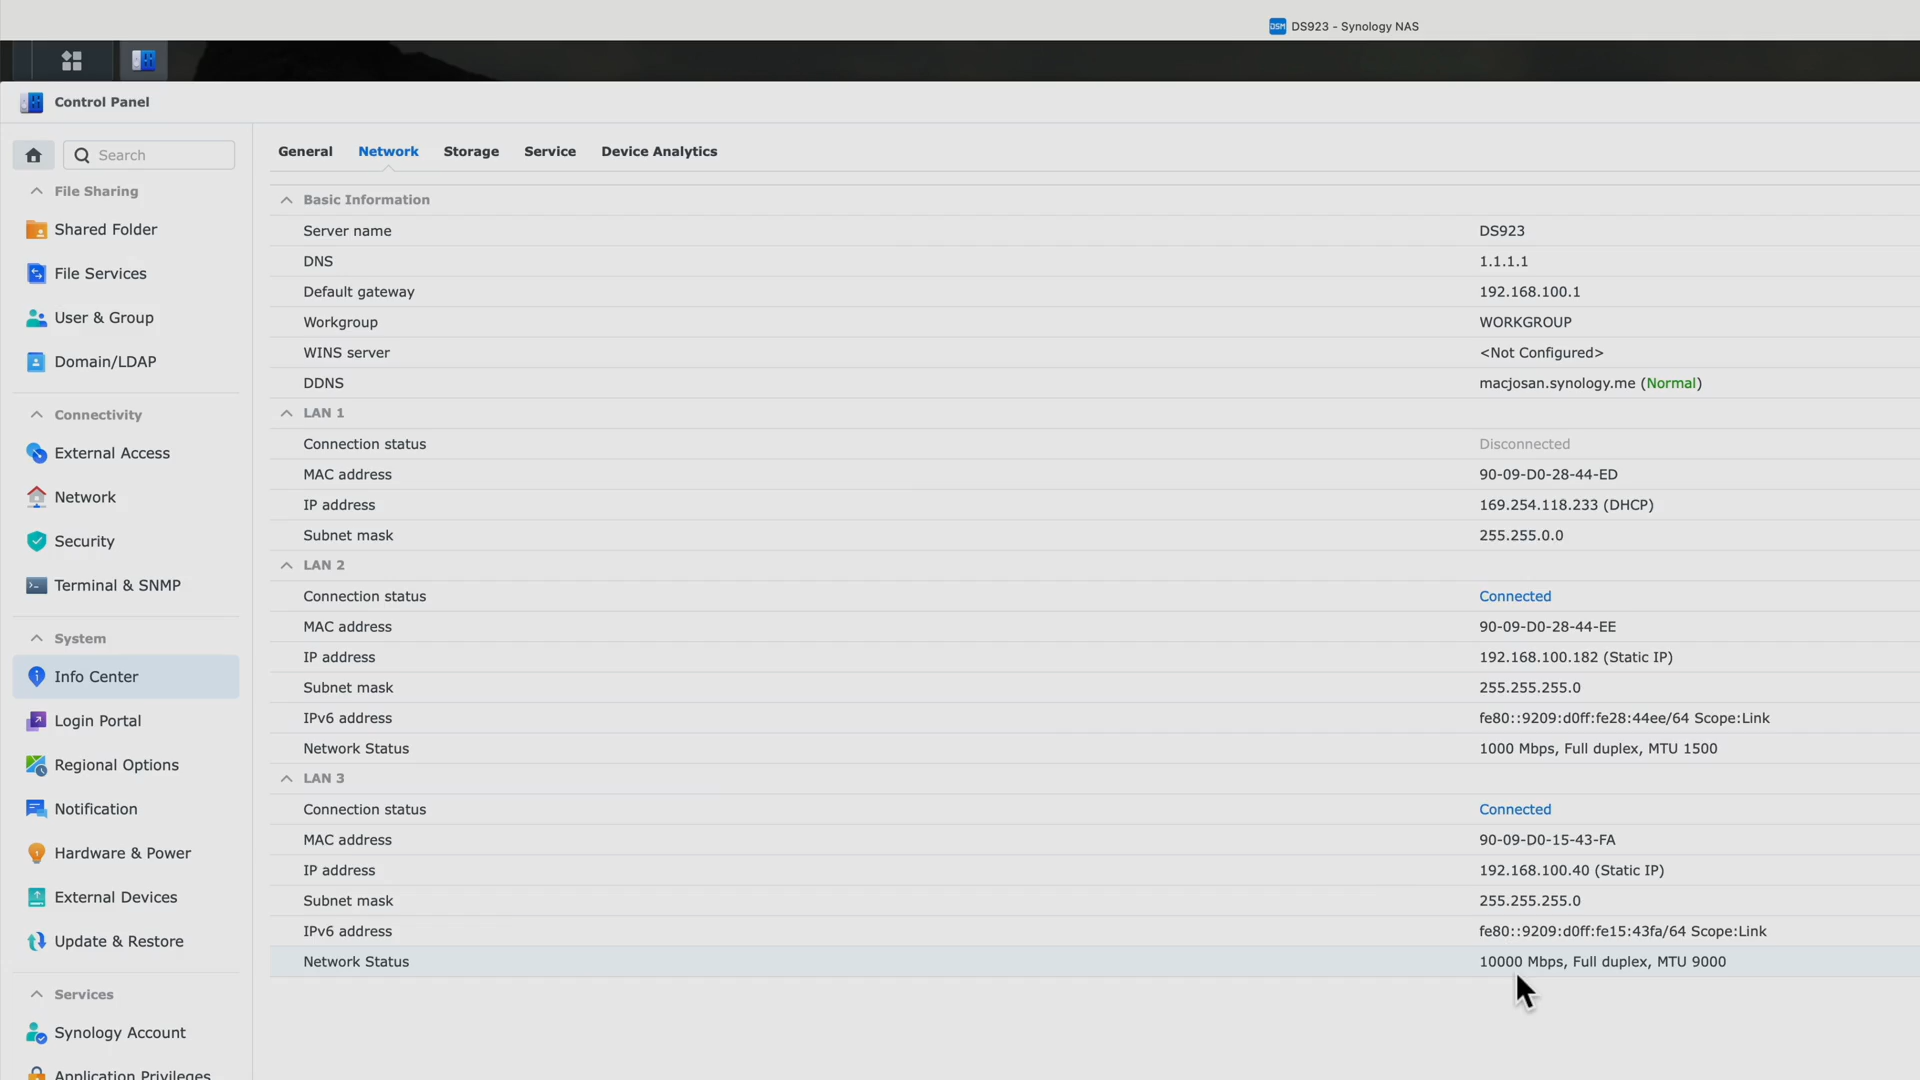 DSM DS923 - Synology NAS
Control Panel
Search
File Sharing
Shared Folder
File Services
User & Group
Domain/LDAP
Connectivity
External Access
Network
Security
Terminal & SNMP
System
Info Center
Login Portal
Regional Options
Notification
Hardware & Power
External Devices
Update & Restore
Services
Synology Account
Application Privileges
General Network Storage Service Device Analytics
Basic Information
Server name DS923
DNS 1.1.1.1
Default gateway 192.168.100.1
Workgroup WORKGROUP
WINS server <Not Configured>
DDNS macjosan.synology.me (Normal)
LAN 1
Connection status Disconnected
MAC address 90-09-D0-28-44-ED
IP address 169.254.118.233 (DHCP)
Subnet mask 255.255.0.0
LAN 2
Connection status Connected
MAC address 90-09-D0-28-44-EE
IP address 192.168.100.182 (Static IP)
Subnet mask 255.255.255.0
IPv6 address fe80::9209:d0ff:fe28:44ee/64 Scope:Link
Network Status 1000 Mbps, Full duplex, MTU 1500
LAN 3
Connection status Connected
MAC address 90-09-D0-15-43-FA
IP address 192.168.100.40 (Static IP)
Subnet mask 255.255.255.0
IPv6 address fe80::9209:d0ff:fe15:43fa/64 Scope:Link
Network Status 10000 Mbps, Full duplex, MTU 9000